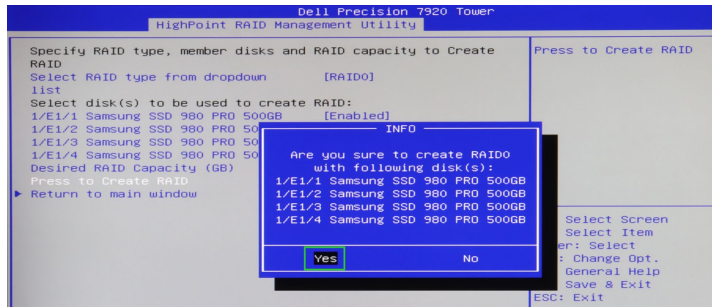 Dell Precision 7920 Tower
HighPoint RAID Management Utility
Specify RAID type, member disks and RAID capacity to Create
RAID
Select RAID type from dropdown [RAID0]
list
Select disk(s) to be used to create RAID:
1/E1/1 Samsung SSD 980 PRO 500GB [Enabled]
1/E1/2 Samsung SSD 980 PRO 50
1/E1/3 Samsung SSD 980 PRO 50
1/E1/4 Samsung SSD 980 PRO 50
Desired RAID Capacity (GB)
Press to Create RAID
Return to main window
INFO
Are you sure to create RAID0
with following disk(s):
1/E1/1 Samsung SSD 980 PRO 500GB
1/E1/2 Samsung SSD 980 PRO 500GB
1/E1/3 Samsung SSD 980 PRO 500GB
1/E1/4 Samsung SSD 980 PRO 500GB
Yes No
Press to Create RAID
Select Screen
Select Item
er: Select
: Change Opt.
General Help
Save & Exit
ESC: Exit